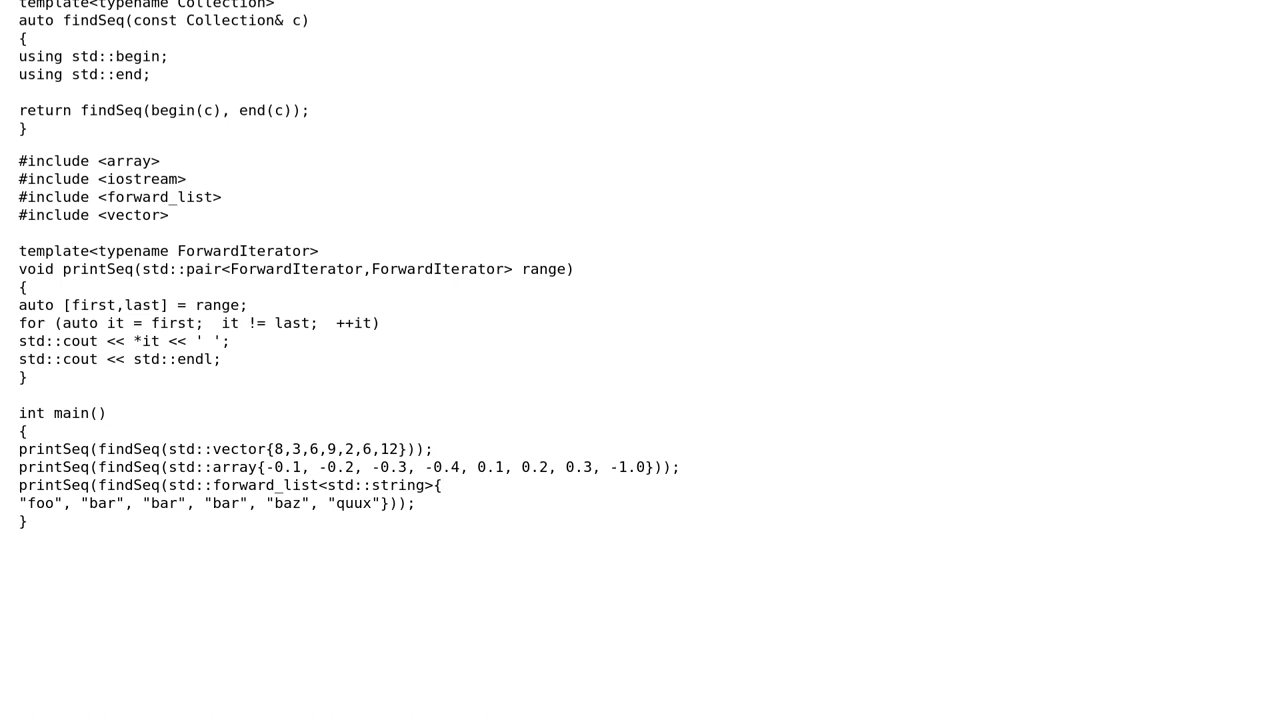 template<typename Collection>
auto findSeq(const Collection& c)
{
using std::begin;
using std::end;

return findSeq(begin(c), end(c));
}

#include <array>
#include <iostream>
#include <forward_list>
#include <vector>

template<typename ForwardIterator>
void printSeq(std::pair<ForwardIterator,ForwardIterator> range)
{
auto [first,last] = range;
for (auto it = first;  it != last;  ++it)
std::cout << *it << ' ';
std::cout << std::endl;
}

int main()
{
printSeq(findSeq(std::vector{8,3,6,9,2,6,12}));
printSeq(findSeq(std::array{-0.1, -0.2, -0.3, -0.4, 0.1, 0.2, 0.3, -1.0}));
printSeq(findSeq(std::forward_list<std::string>{
"foo", "bar", "bar", "bar", "baz", "quux"}));
}